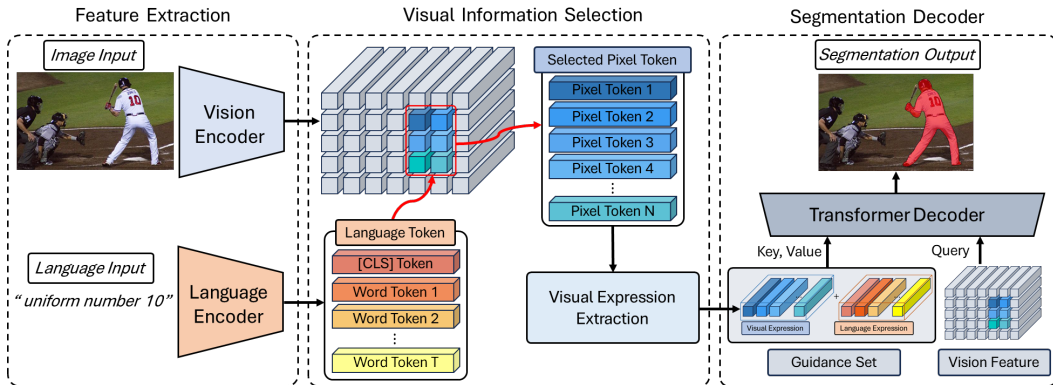 Feature Extraction
Visual Information Selection
Segmentation Decoder
Image Input
10
Vision
Encoder
Language Input
“ uniform number 10”
Language
Encoder
Language Token
[CLS] Token
Word Token 1
Word Token 2
⋮
Word Token T
Selected Pixel Token
Pixel Token 1
Pixel Token 2
Pixel Token 3
Pixel Token 4
⋮
Pixel Token N
Visual Expression
Extraction
Segmentation Output
10
Transformer Decoder
Key, Value
Query
+
Visual Expression
Language Expression
Guidance Set
Vision Feature